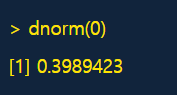 > dnorm(0)
[1] 0.3989423